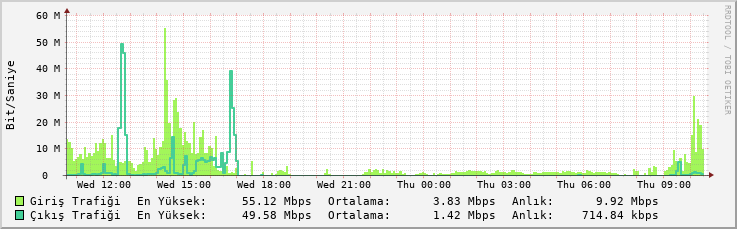 60 M
50 M
40 M
30 M
20 M
10 M
0
Bit/Saniye
Wed 12:00 Wed 15:00 Wed 18:00 Wed 21:00 Thu 00:00 Thu 03:00 Thu 06:00 Thu 09:00
Giriş Trafiği En Yüksek: 55.12 Mbps Ortalama: 3.83 Mbps Anlık: 9.92 Mbps
Çıkış Trafiği En Yüksek: 49.58 Mbps Ortalama: 1.42 Mbps Anlık: 714.84 kbps
RRDTOOL / TOBI OETIKER